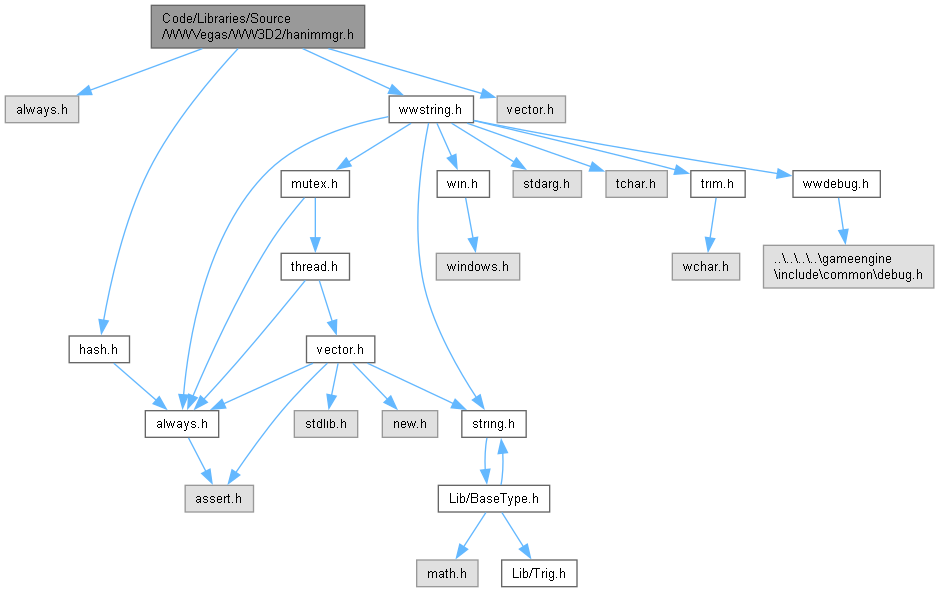 Code/Libraries/Source
/WWVegas/WW3D2/hanimmgr.h
always.h
wwstring.h
vector.h
mutex.h
win.h
stdarg.h
tchar.h
trim.h
wwdebug.h
thread.h
windows.h
wchar.h
..\..\..\..\gameengine
\include\common\debug.h
hash.h
vector.h
always.h
stdlib.h
new.h
string.h
assert.h
Lib/BaseType.h
math.h
Lib/Trig.h